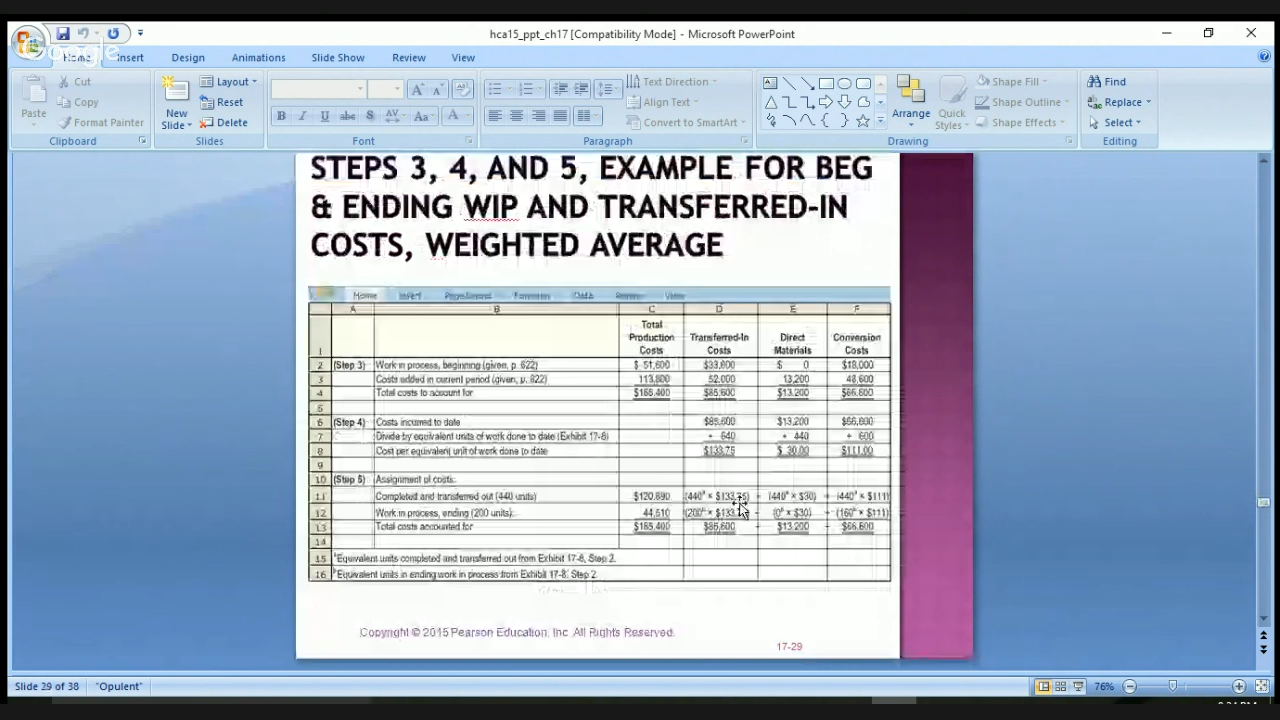 hca15_ppt_ch17 [Compatibility Mode] - Microsoft PowerPoint
Google
Home Insert Design Animations Slide Show Review View
Paste
Cut
Copy
Format Painter
Clipboard
New Slide
Layout
Reset
Delete
Slides
Font
Text Direction
Align Text
Convert to SmartArt
Paragraph
Arrange
Quick Styles
Shape Fill
Shape Outline
Shape Effects
Drawing
Find
Replace
Select
Editing
STEPS 3, 4, AND 5, EXAMPLE FOR BEG
& ENDING WIP AND TRANSFERRED-IN
COSTS, WEIGHTED AVERAGE
Home Insert
A B C D E F
1 Total Production Costs Transferred-In Costs Direct Materials Conversion Costs
2 (Step 3) Work in process, beginning (given, p. 622) $ 51,600 $33,600 $ 0 $18,000
3 Costs added in current period (given, p. 622) 113,800 52,000 13,200 48,600
4 Total costs to account for $165,400 $85,600 $13,200 $66,600
5
6 (Step 4) Costs incurred to date $85,600 $13,200 $66,600
7 Divide by equivalent units of work done to date (Exhibit 17-8) ÷ 640 ÷ 440 ÷ 600
8 Cost per equivalent unit of work done to date $133.75 $ 30.00 $111.00
9
10 (Step 5) Assignment of costs:
11 Completed and transferred out (440 units) $120,890 (440ᵃ × $133.75) + (440ᵃ × $30) + (440ᵃ × $111)
12 Work in process, ending (200 units): 44,510 (200ᵇ × $133 + (0ᵇ × $30) + (160ᵇ × $111)
13 Total costs accounted for $165,400 $85,600 + $13,200 + $66,600
14
15 ᵃEquivalent units completed and transferred out from Exhibit 17-8, Step 2.
16 ᵇEquivalent units in ending work in process from Exhibit 17-8, Step 2.
Copyright © 2015 Pearson Education, Inc. All Rights Reserved.
17-29
Slide 29 of 38 "Opulent" 76%